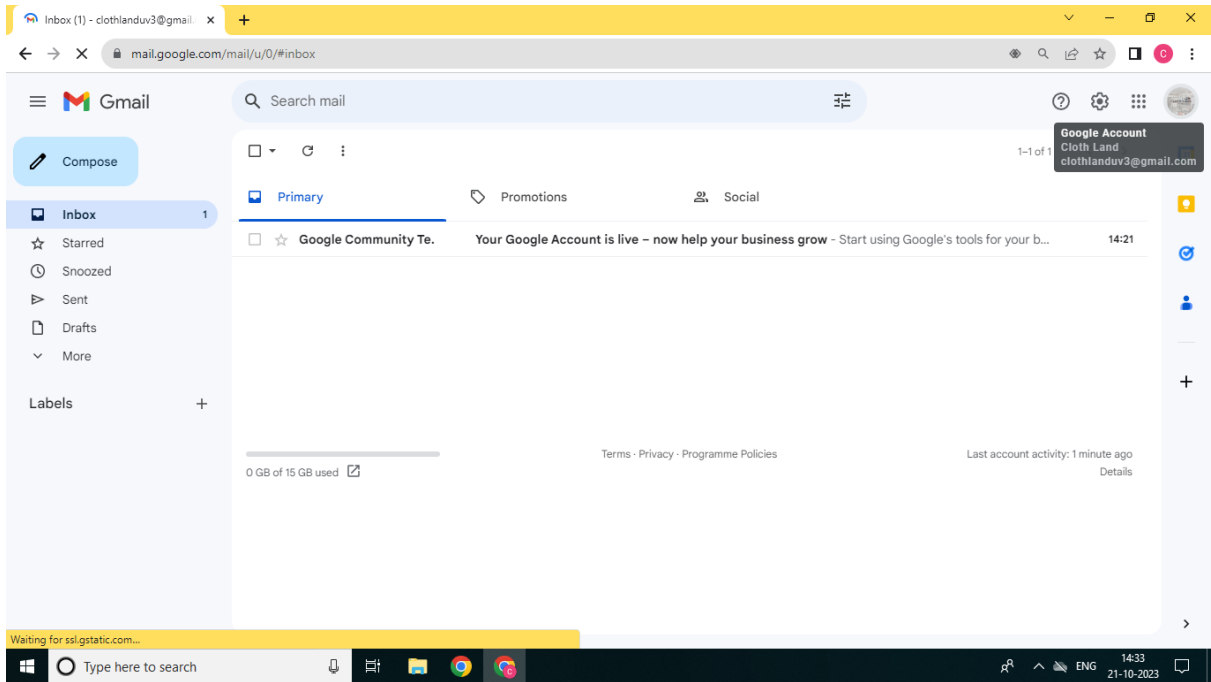 Inbox (1) - clothlanduv3@gmail.
mail.google.com/mail/u/0/#inbox
C
Gmail
Search mail
Google Account
Cloth Land
clothlanduv3@gmail.com
Compose
1–1 of 1
Primary
Promotions
Social
Inbox 1
Google Community Te. Your Google Account is live – now help your business grow - Start using Google's tools for your b... 14:21
Starred
Snoozed
Sent
Drafts
More
Labels
Terms · Privacy · Programme Policies
Last account activity: 1 minute ago
0 GB of 15 GB used
Details
Waiting for ssl.gstatic.com...
Type here to search
ENG
14:33
21-10-2023